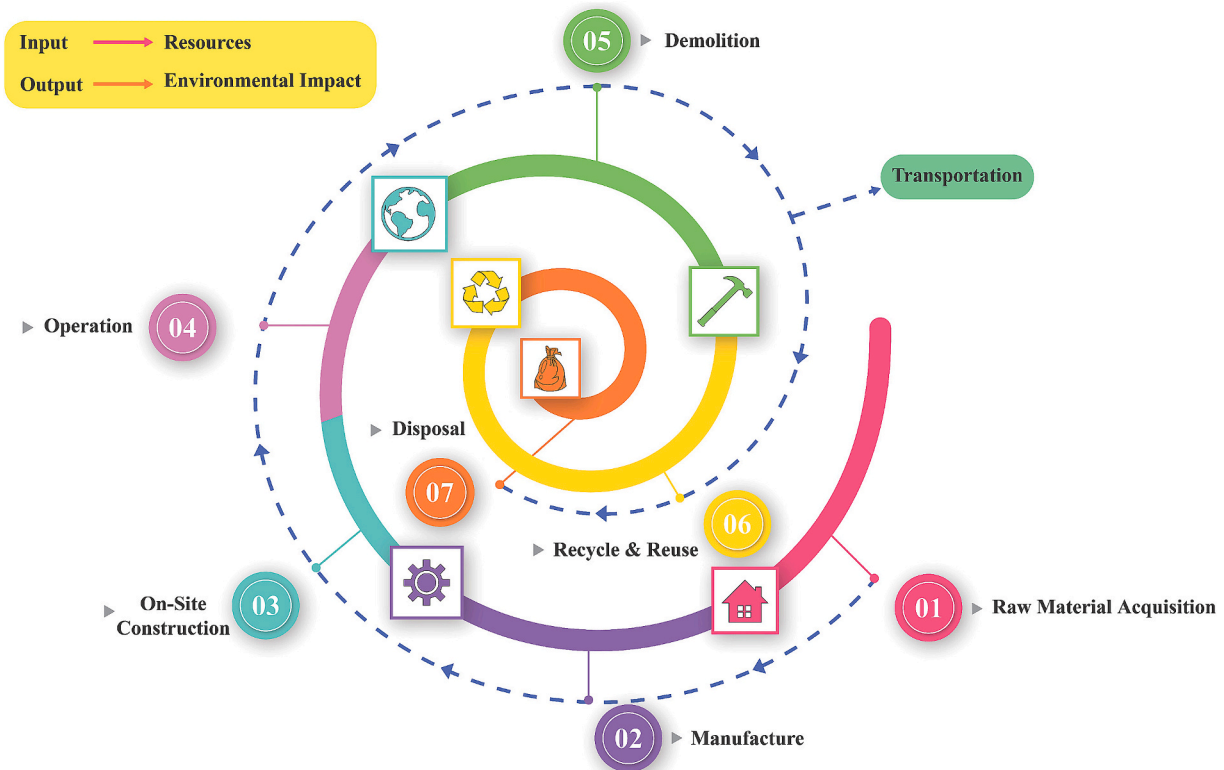 Input Resources
Output Environmental Impact
05 Demolition
Transportation
Operation 04
Disposal
07
06
Recycle & Reuse
On-Site
Construction
03
01 Raw Material Acquisition
02 Manufacture